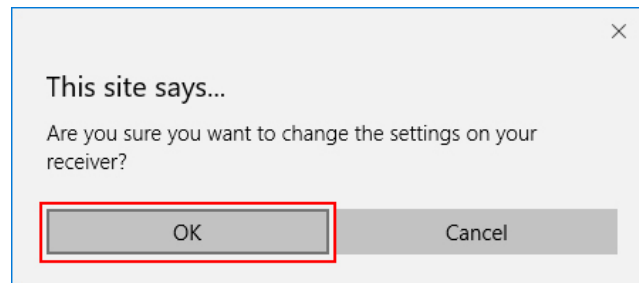 This site says...
Are you sure you want to change the settings on your
receiver?
OK
Cancel